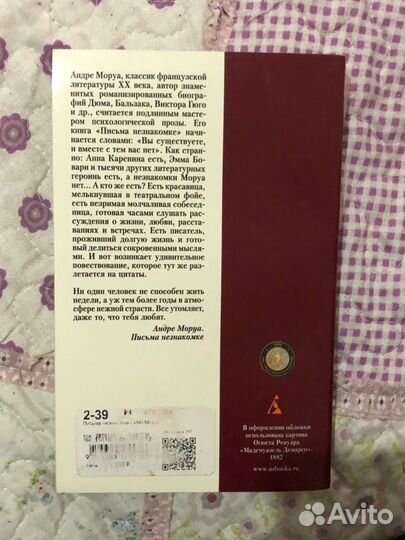 Андре Моруа, классик французской
литературы XX века, автор знаме-
нитых романизированных биогра-
фий Дюма, Бальзака, Виктора Гюго
и др., считается подлинным масте-
ром психологической прозы. Его
книга «Письма незнакомке» начи-
нается словами: «Вы существуете,
и вместе с тем вас нет». Как стран-
но: Анна Каренина есть, Эмма Бо-
вари и тысячи других литературных
героинь есть, а незнакомки Моруа
нет... А кто же есть? Есть красавица,
мелькнувшая в театральном фойе,
есть незримая молчаливая собесед-
ница, готовая часами слушать рас-
суждения о жизни, любви, расста-
ваниях и встречах. Есть писатель,
проживший долгую жизнь и гото-
вый делиться сокровенными мысля-
ми. И вот возникает удивительное
повествование, которое тут же раз-
летается на цитаты.
Ни один человек не способен жить
недели, а уж тем более годы в атмо-
сфере нежной страсти. Все утомляет,
даже то, что тебя любят.
Андре Моруа.
Письма незнакомке
2-39
В оформлении обложки
использована картина
Огюста Ренуара
«Мадемуазель Демарси».
1882
www.azbooka.ru
Avito